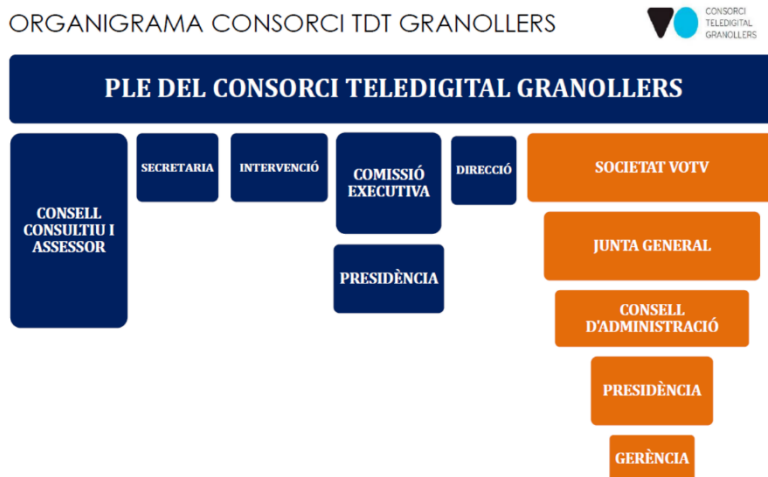 ORGANIGRAMA CONSORCI TDT GRANOLLERS
CONSORCI
TELEDIGITAL
GRANOLLERS
PLE DEL CONSORCI TELEDIGITAL GRANOLLERS
CONSELL
CONSULTIU I
ASSESSOR
SECRETARIA
INTERVENCIÓ
COMISSIÓ
EXECUTIVA
PRESIDÈNCIA
DIRECCIÓ
SOCIETAT VOTV
JUNTA GENERAL
CONSELL
D'ADMINISTRACIÓ
PRESIDÈNCIA
GERÈNCIA